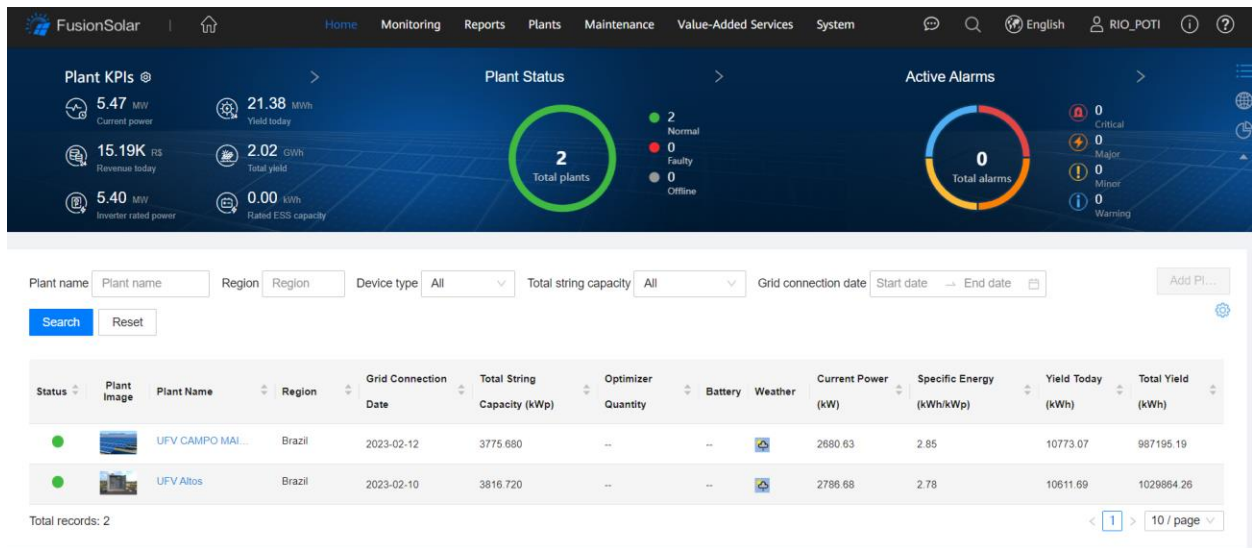 FusionSolar | Home Monitoring Reports Plants Maintenance Value-Added Services System English RIO_POTI
Plant KPIs
5.47 MW
Current power
21.38 MWh
Yield today
15.19K R$
Revenue today
2.02 GWh
Total yield
5.40 MW
Inverter rated power
0.00 kWh
Rated ESS capacity
Plant Status
2
Total plants
2
Normal
0
Faulty
0
Offline
Active Alarms
0
Total alarms
0
Critical
0
Major
0
Minor
0
Warning
Plant name Plant name Region Region Device type All Total string capacity All Grid connection date Start date → End date Add Pl...
Search Reset
Status Plant Image Plant Name Region Grid Connection Date Total String Capacity (kWp) Optimizer Quantity Battery Weather Current Power (kW) Specific Energy (kWh/kWp) Yield Today (kWh) Total Yield (kWh)
UFV CAMPO MAI... Brazil 2023-02-12 3775.680 -- -- 2680.63 2.85 10773.07 987195.19
UFV Altos Brazil 2023-02-10 3816.720 -- -- 2786.68 2.78 10611.69 1029864.26
Total records: 2 < 1 > 10 / page